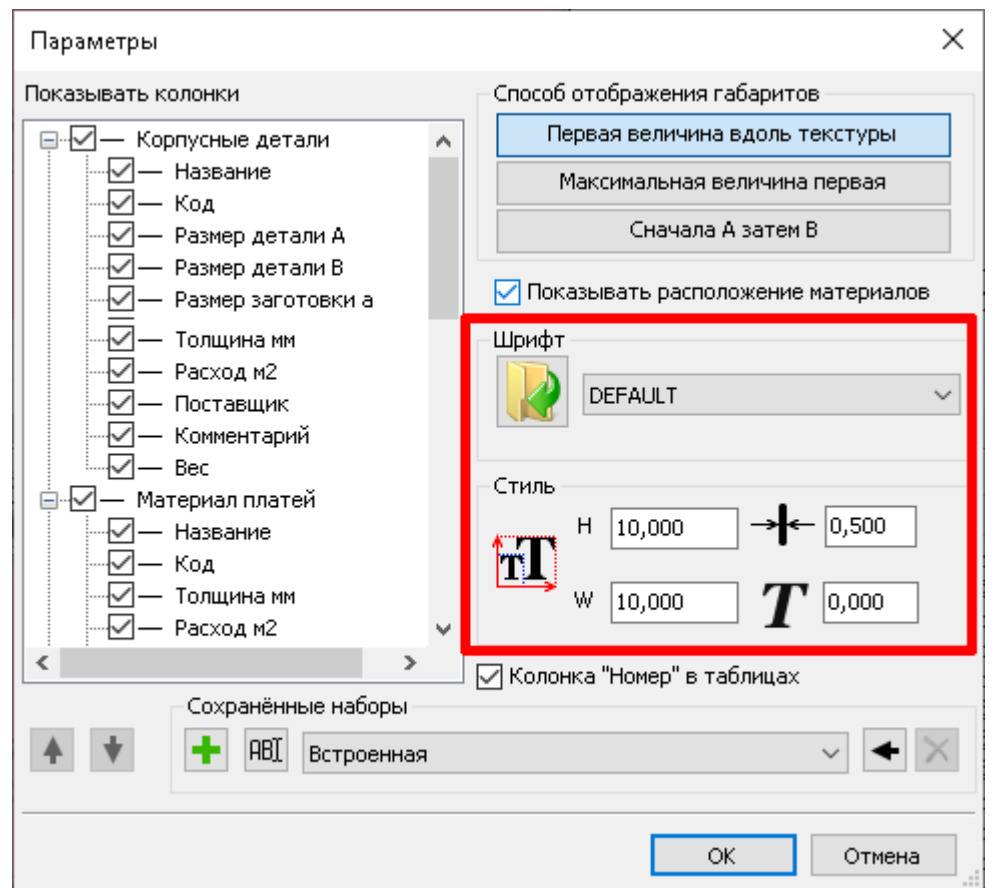 Параметры
Показывать колонки
Корпусные детали
Название
Код
Размер детали A
Размер детали B
Размер заготовки a
Толщина мм
Расход м2
Поставщик
Комментарий
Вес
Материал платей
Название
Код
Толщина мм
Расход м2
Способ отображения габаритов
Первая величина вдоль текстуры
Максимальная величина первая
Сначала A затем B
Показывать расположение материалов
Шрифт
DEFAULT
Стиль
H 10,000 0,500
W 10,000 T 0,000
TT
Колонка "Номер" в таблицах
Сохранённые наборы
ABI Встроенная
OK Отмена